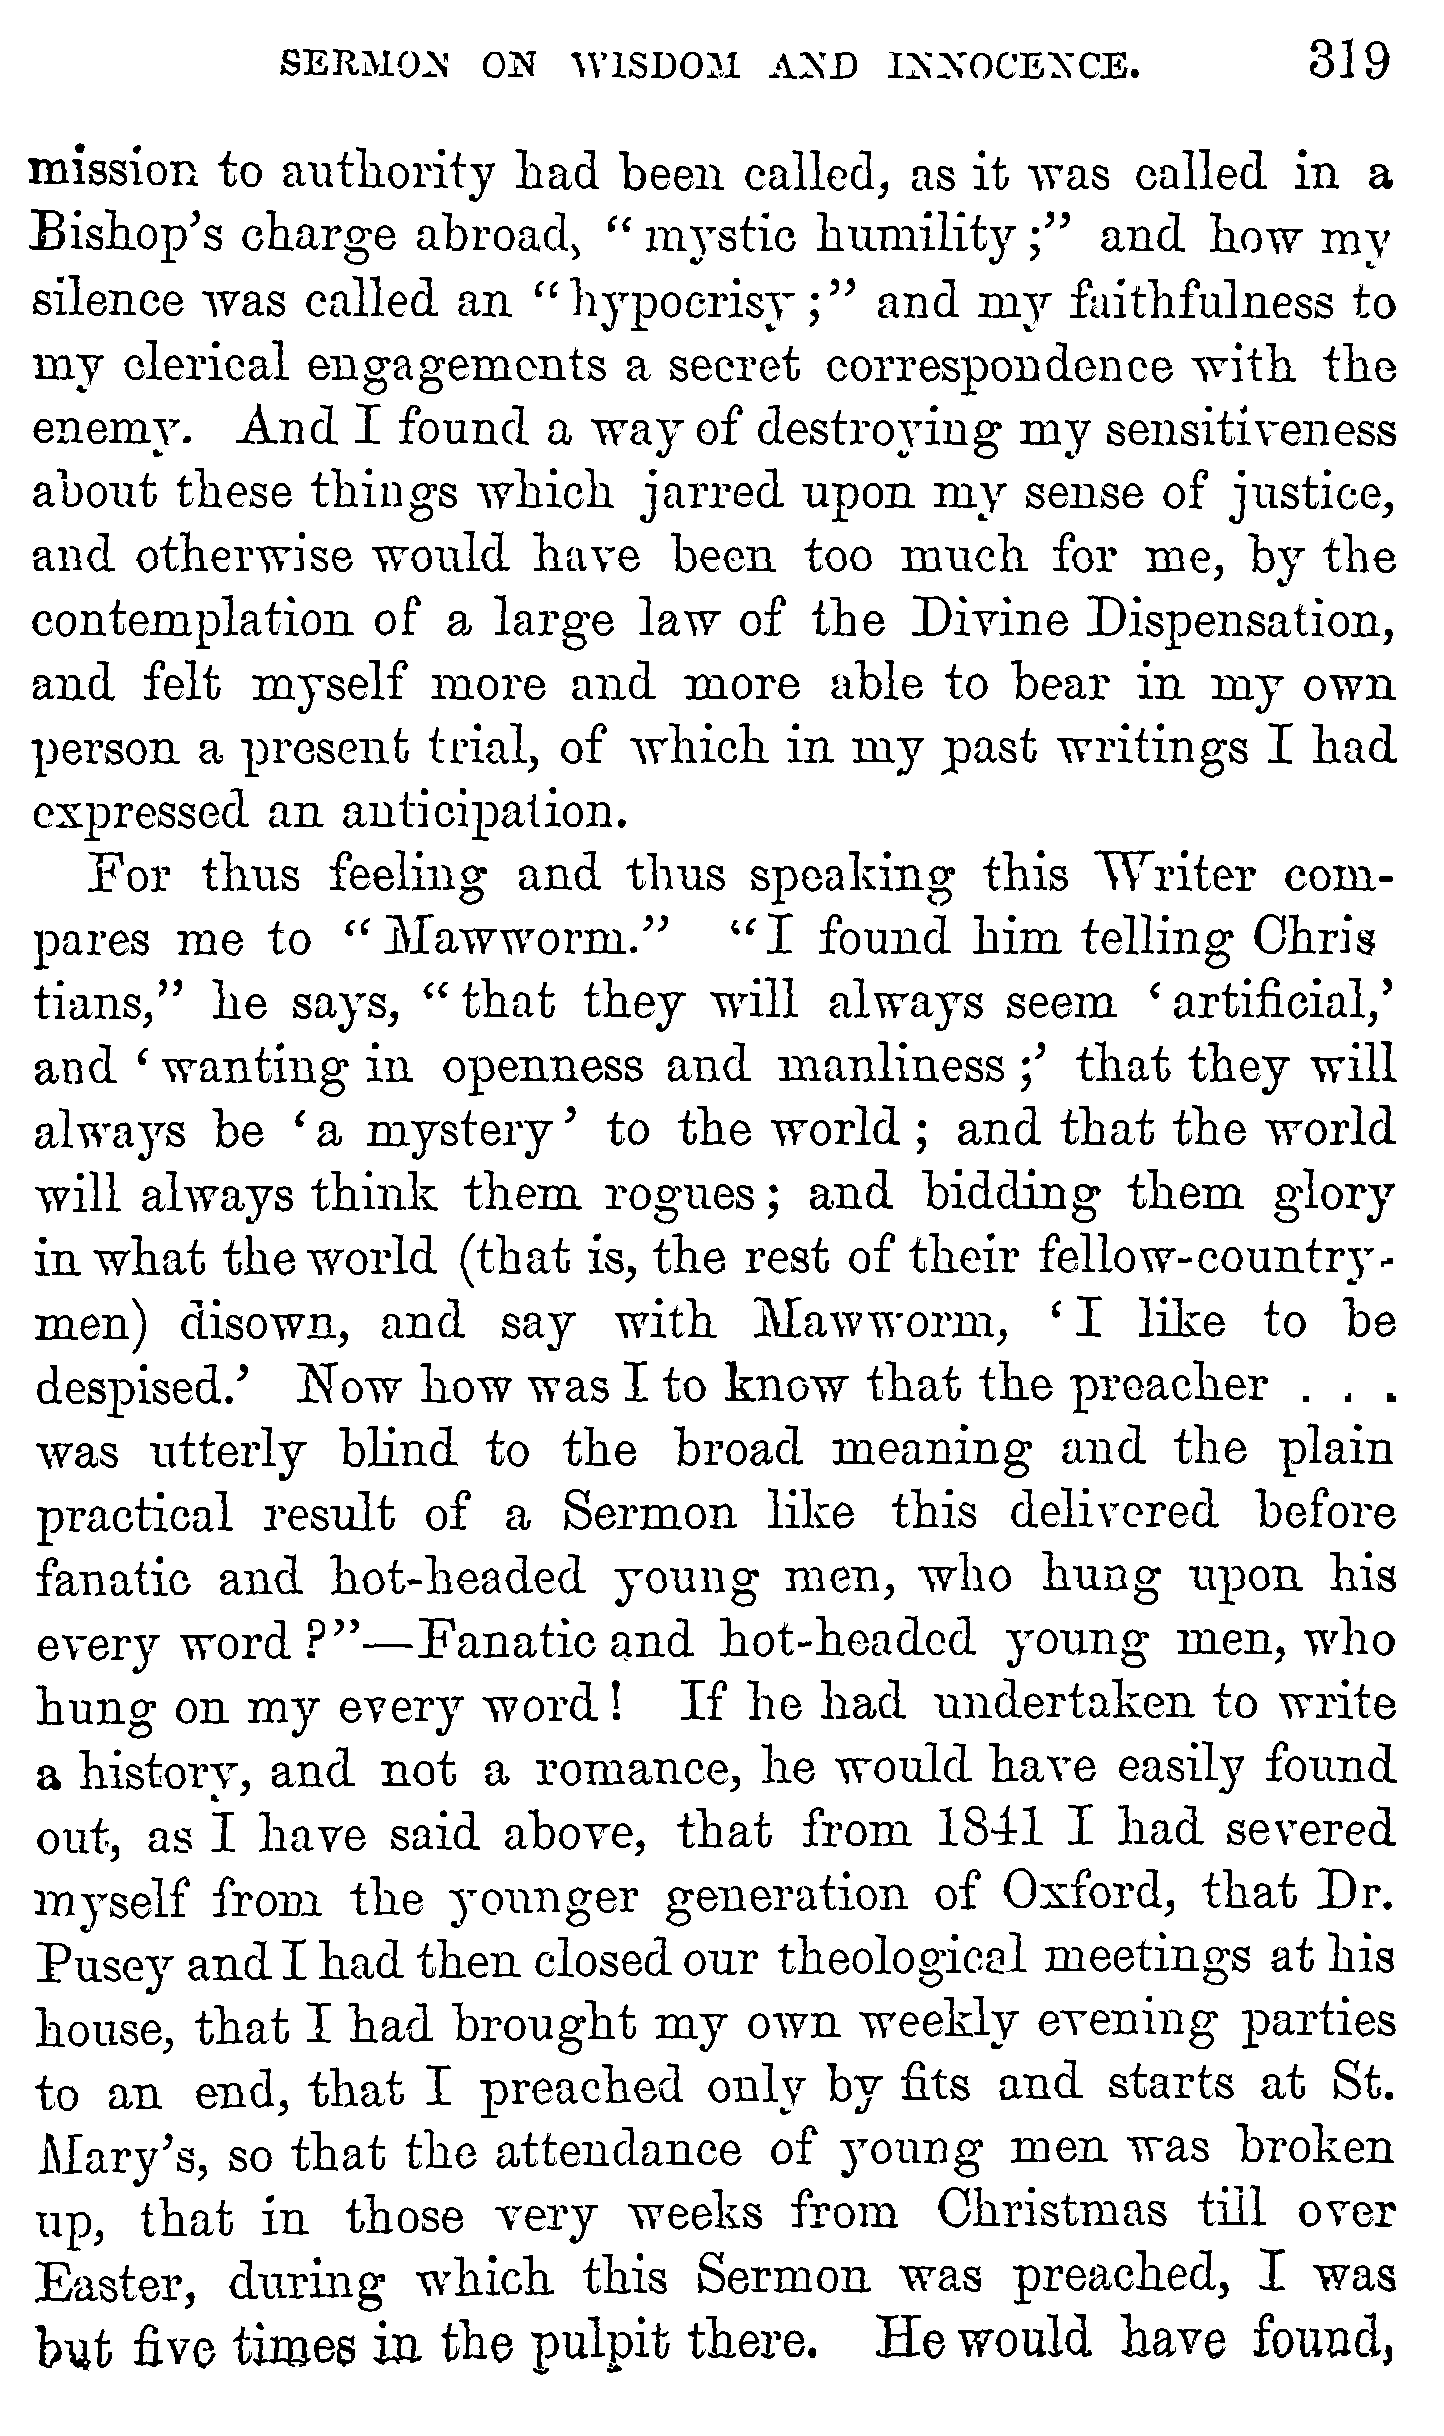 SERMON ON WISDOM AND INNOCENCE. 319
mission to authority had been called, as it was called in a
Bishop's charge abroad, “mystic humility;” and how my
silence was called an “hypocrisy;” and my faithfulness to
my clerical engagements a secret correspondence with the
enemy. And I found a way of destroying my sensitiveness
about these things which jarred upon my sense of justice,
and otherwise would have been too much for me, by the
contemplation of a large law of the Divine Dispensation,
and felt myself more and more able to bear in my own
person a present trial, of which in my past writings I had
expressed an anticipation.
For thus feeling and thus speaking this Writer com-
pares me to “Mawworm.” “I found him telling Chris
tians,” he says, “that they will always seem ‘artificial,’
and ‘wanting in openness and manliness;’ that they will
always be ‘a mystery’ to the world; and that the world
will always think them rogues; and bidding them glory
in what the world (that is, the rest of their fellow-country-
men) disown, and say with Mawworm, ‘I like to be
despised.’ Now how was I to know that the preacher . . .
was utterly blind to the broad meaning and the plain
practical result of a Sermon like this delivered before
fanatic and hot-headed young men, who hung upon his
every word?”—Fanatic and hot-headed young men, who
hung on my every word! If he had undertaken to write
a history, and not a romance, he would have easily found
out, as I have said above, that from 1841 I had severed
myself from the younger generation of Oxford, that Dr.
Pusey and I had then closed our theological meetings at his
house, that I had brought my own weekly evening parties
to an end, that I preached only by fits and starts at St.
Mary's, so that the attendance of young men was broken
up, that in those very weeks from Christmas till over
Easter, during which this Sermon was preached, I was
but five times in the pulpit there. He would have found,